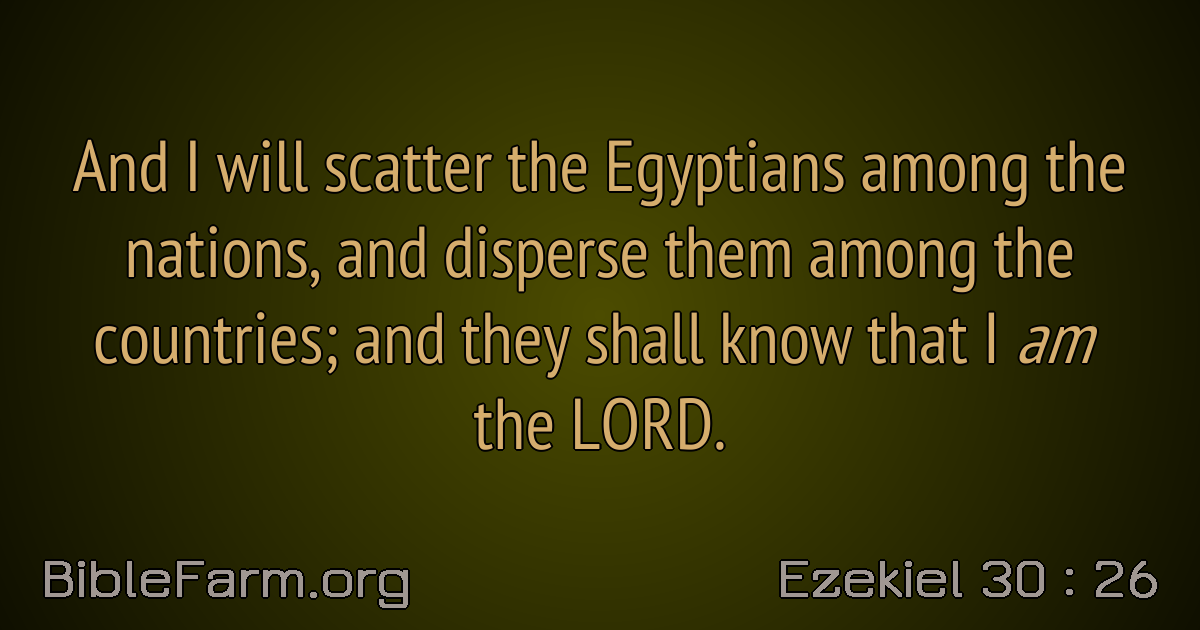 And I will scatter the Egyptians among the
nations, and disperse them among the
countries; and they shall know that I am
the LORD.
BibleFarm.org
Ezekiel 30 : 26